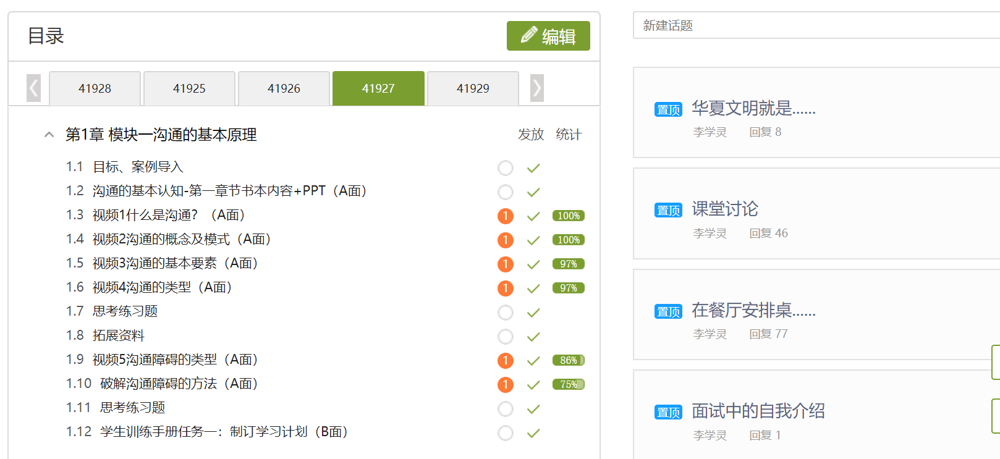 目录
编辑
41928 41925 41926 41927 41929
第1章 模块一沟通的基本原理 发放 统计
1.1 目标、案例导入
1.2 沟通的基本认知-第一章节书本内容+PPT（A面）
1.3 视频1什么是沟通？（A面） 1 100%
1.4 视频2沟通的概念及模式（A面） 1 100%
1.5 视频3沟通的基本要素（A面） 1 97%
1.6 视频4沟通的类型（A面） 1 97%
1.7 思考练习题
1.8 拓展资料
1.9 视频5沟通障碍的类型（A面） 1 86%
1.10 破解沟通障碍的方法（A面） 1 75%
1.11 思考练习题
1.12 学生训练手册任务一：制订学习计划（B面）
新建话题
置顶 华夏文明就是......
李学灵 回复 8
置顶 课堂讨论
李学灵 回复 46
置顶 在餐厅安排桌......
李学灵 回复 77
置顶 面试中的自我介绍
李学灵 回复 1